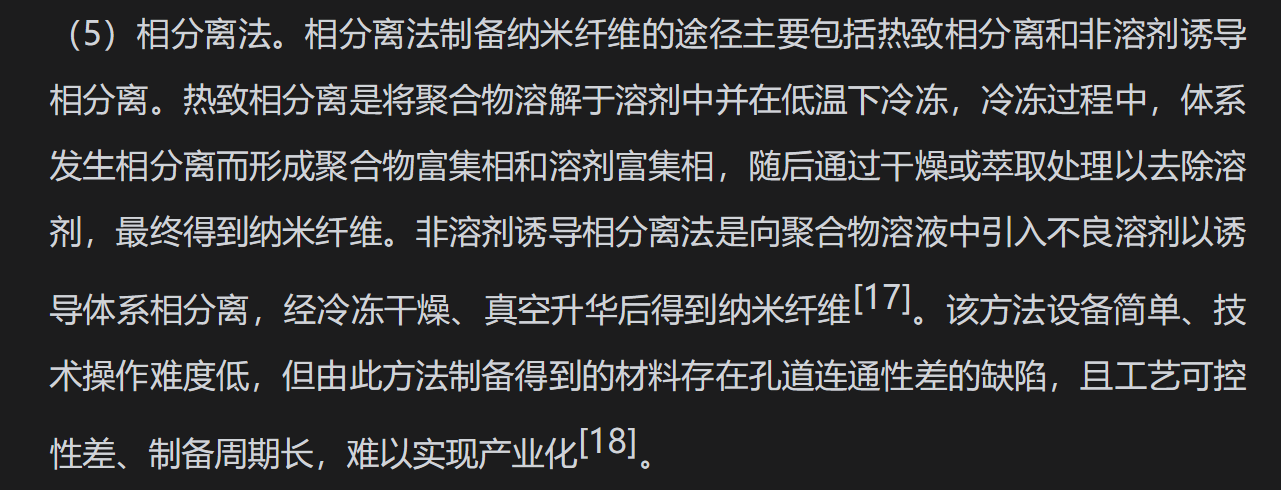 （5）相分离法。相分离法制备纳米纤维的途径主要包括热致相分离和非溶剂诱导
相分离。热致相分离是将聚合物溶解于溶剂中并在低温下冷冻，冷冻过程中，体系
发生相分离而形成聚合物富集相和溶剂富集相，随后通过干燥或萃取处理以去除溶
剂，最终得到纳米纤维。非溶剂诱导相分离法是向聚合物溶液中引入不良溶剂以诱
导体系相分离，经冷冻干燥、真空升华后得到纳米纤维[17]。该方法设备简单、技
术操作难度低，但由此方法制备得到的材料存在孔道连通性差的缺陷，且工艺可控
性差、制备周期长，难以实现产业化[18]。